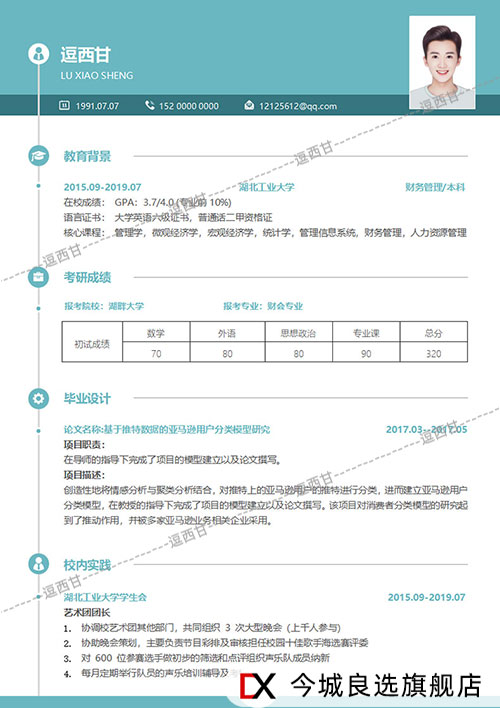 逗西甘
LU XIAO SHENG
1991.07.07 152 0000 0000 12125612@qq.com
逗西甘
教育背景
2015.09-2019.07 湖北工业大学 财务管理/本科
在校成绩： GPA：3.7/4.0 (专业前 10%)
语言证书： 大学英语六级证书，普通话二甲资格证
核心课程： 管理学，微观经济学，宏观经济学，统计学，管理信息系统，财务管理，人力资源管理
逗西甘
逗西甘
考研成绩
报考院校：湖群大学 报考专业：财会专业
初试成绩 数学 外语 思想政治 专业课 总分
70 80 80 90 320
逗西甘
毕业设计
论文名称:基于推特数据的亚马逊用户分类模型研究 2017.03--2017.05
逗西甘
项目职责：
在导师的指导下完成了项目的模型建立以及论文撰写。
项目描述：
创造性地将情感分析与聚类分析结合，对推特上的亚马逊用户的推特进行分类，进而建立亚马逊用户
分类模型，在教授的指导下完成了项目的模型建立以及论文撰写。该项目对消费者分类模型的研究起
到了推动作用，并被多家亚马逊业务相关企业采用。
逗西甘
校内实践
逗西甘
湖北工业大学学生会 2015.09-2019.07
艺术团团长
1. 协调校艺术团其他部门，共同组织 3 次大型晚会 (上千人参与)
2. 协助晚会策划，主要负责节目彩排及审核担任校园十佳歌手海选赛评委
3. 对 600 位参赛选手做初步的筛选和点评组织声乐队成员纳新
4. 每月定期举行队员的声乐培训辅导及
CX 今城良选旗舰店